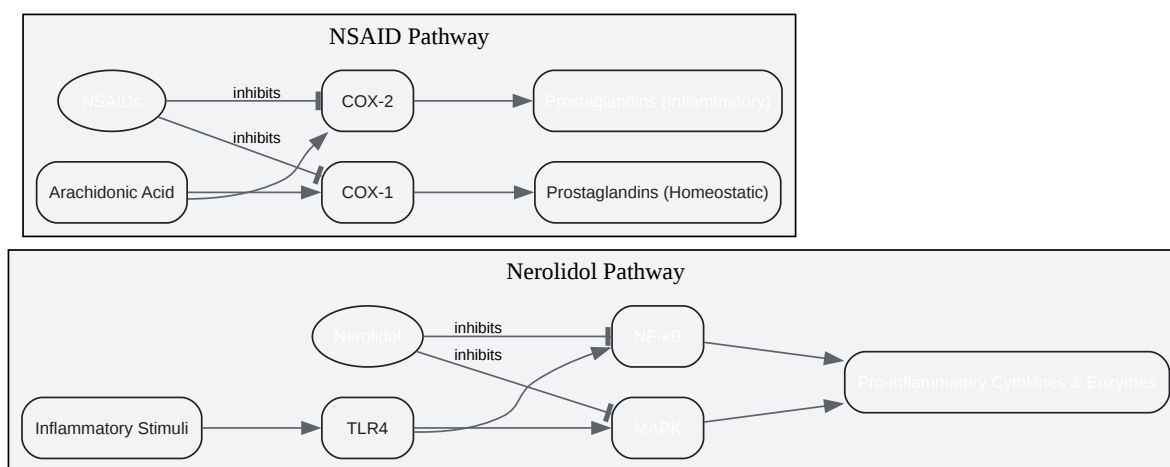 NSAID Pathway
NSAIDs
inhibits
COX-2
Prostaglandins (Inflammatory)
inhibits
Arachidonic Acid
COX-1
Prostaglandins (Homeostatic)
Nerolidol Pathway
Nerolidol
inhibits
NF-κB
inhibits
Pro-inflammatory Cytokines & Enzymes
Inflammatory Stimuli
TLR4
MAPK